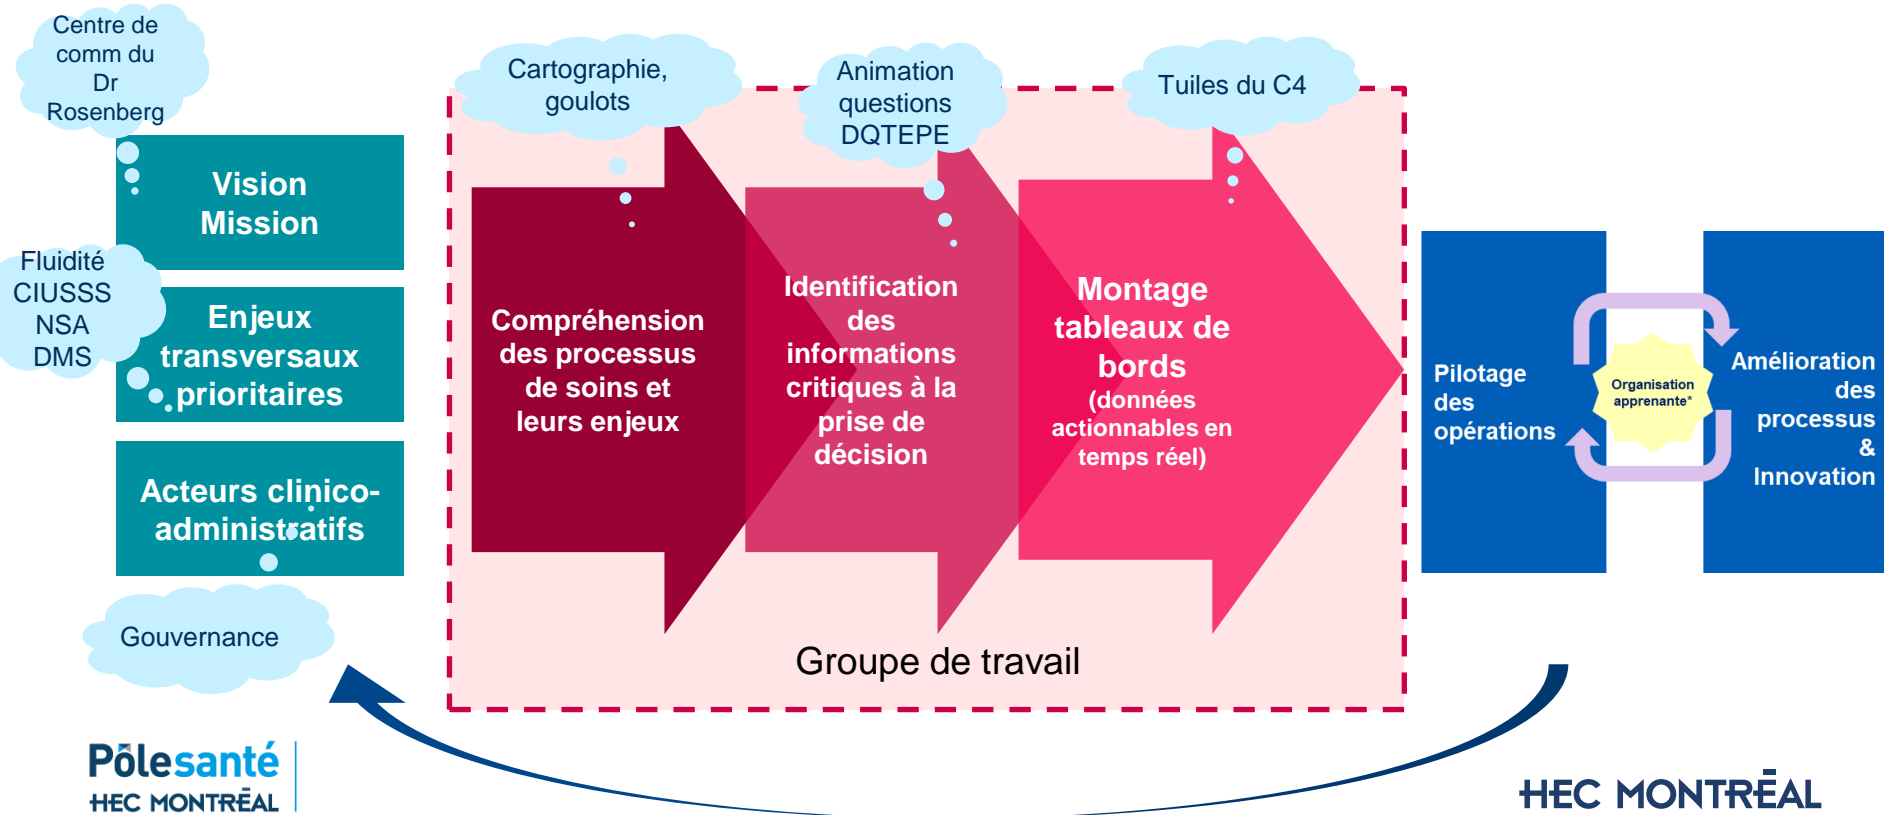 Centre de
comm du
Dr
Rosenberg
Vision
Mission
Fluidité
CIUSSS
NSA
DMS
Enjeux
transversaux
prioritaires
Acteurs clinico-
administratifs
Gouvernance
Cartographie,
goulots
Compréhension
des processus
de soins et
leurs enjeux
Animation
questions
DQTEPE
Identification
des
informations
critiques à la
prise de
décision
Tuiles du C4
Montage
tableaux de
bords
(données
actionnables en
temps réel)
Groupe de travail
Pilotage
des
opérations
Organisation
apprenante*
Amélioration
des
processus
&
Innovation
Pôlesanté
HEC MONTRÉAL
HEC MONTRÉAL